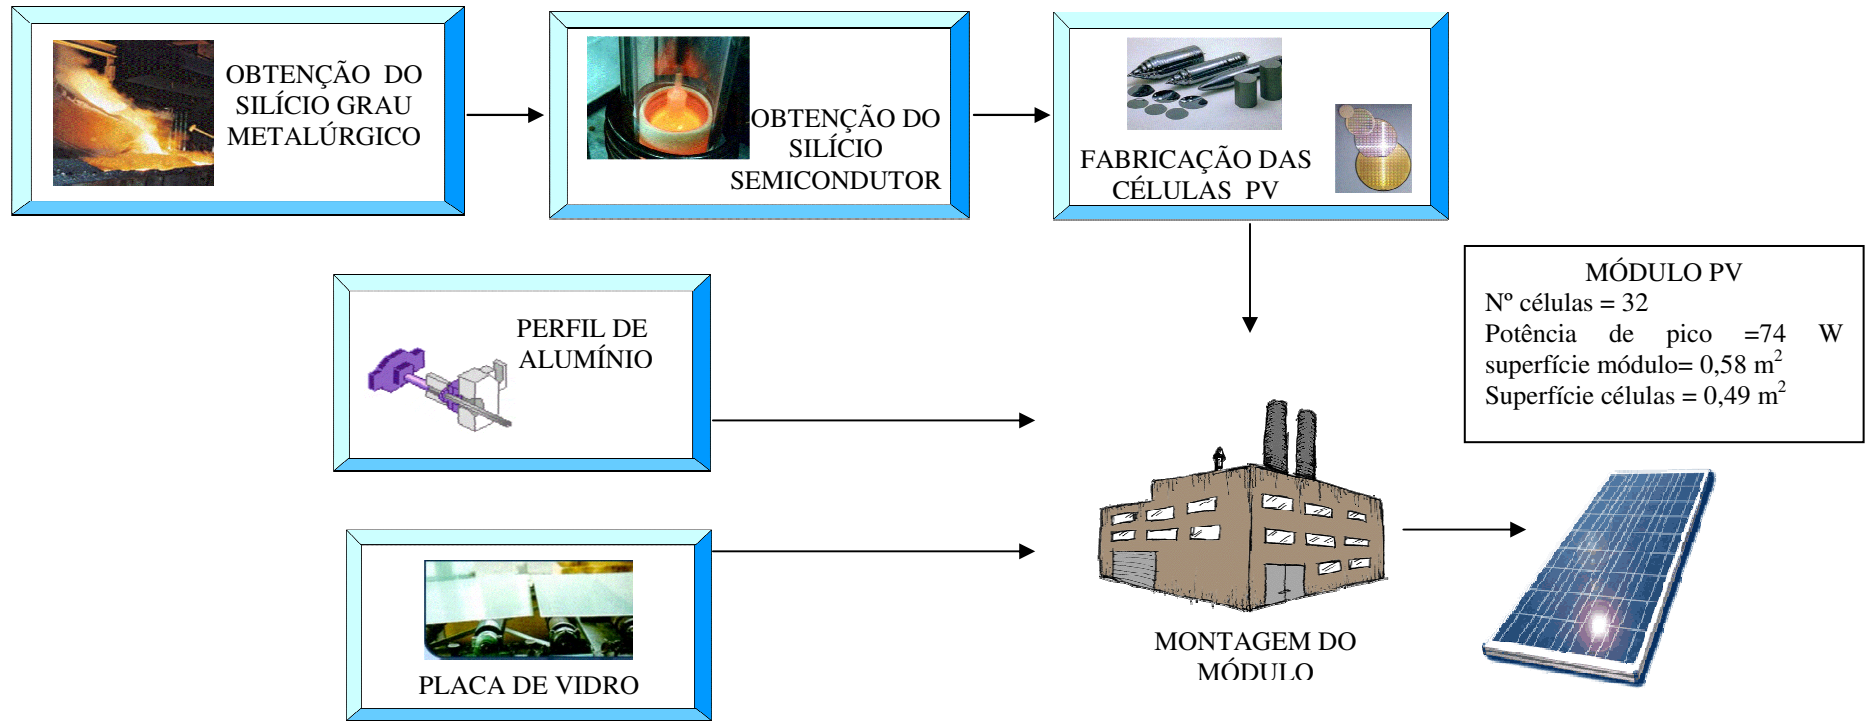 OBTENÇÃO DO
SILÍCIO GRAU
METALÚRGICO
OBTENÇÃO DO
SILÍCIO
SEMICONDUTOR
FABRICAÇÃO DAS
CÉLULAS PV
PERFIL DE
ALUMÍNIO
MÓDULO PV
Nº células = 32
Potência de pico =74 W
superfície módulo= 0,58 m²
Superfície células = 0,49 m²
PLACA DE VIDRO
MONTAGEM DO
MÓDULO